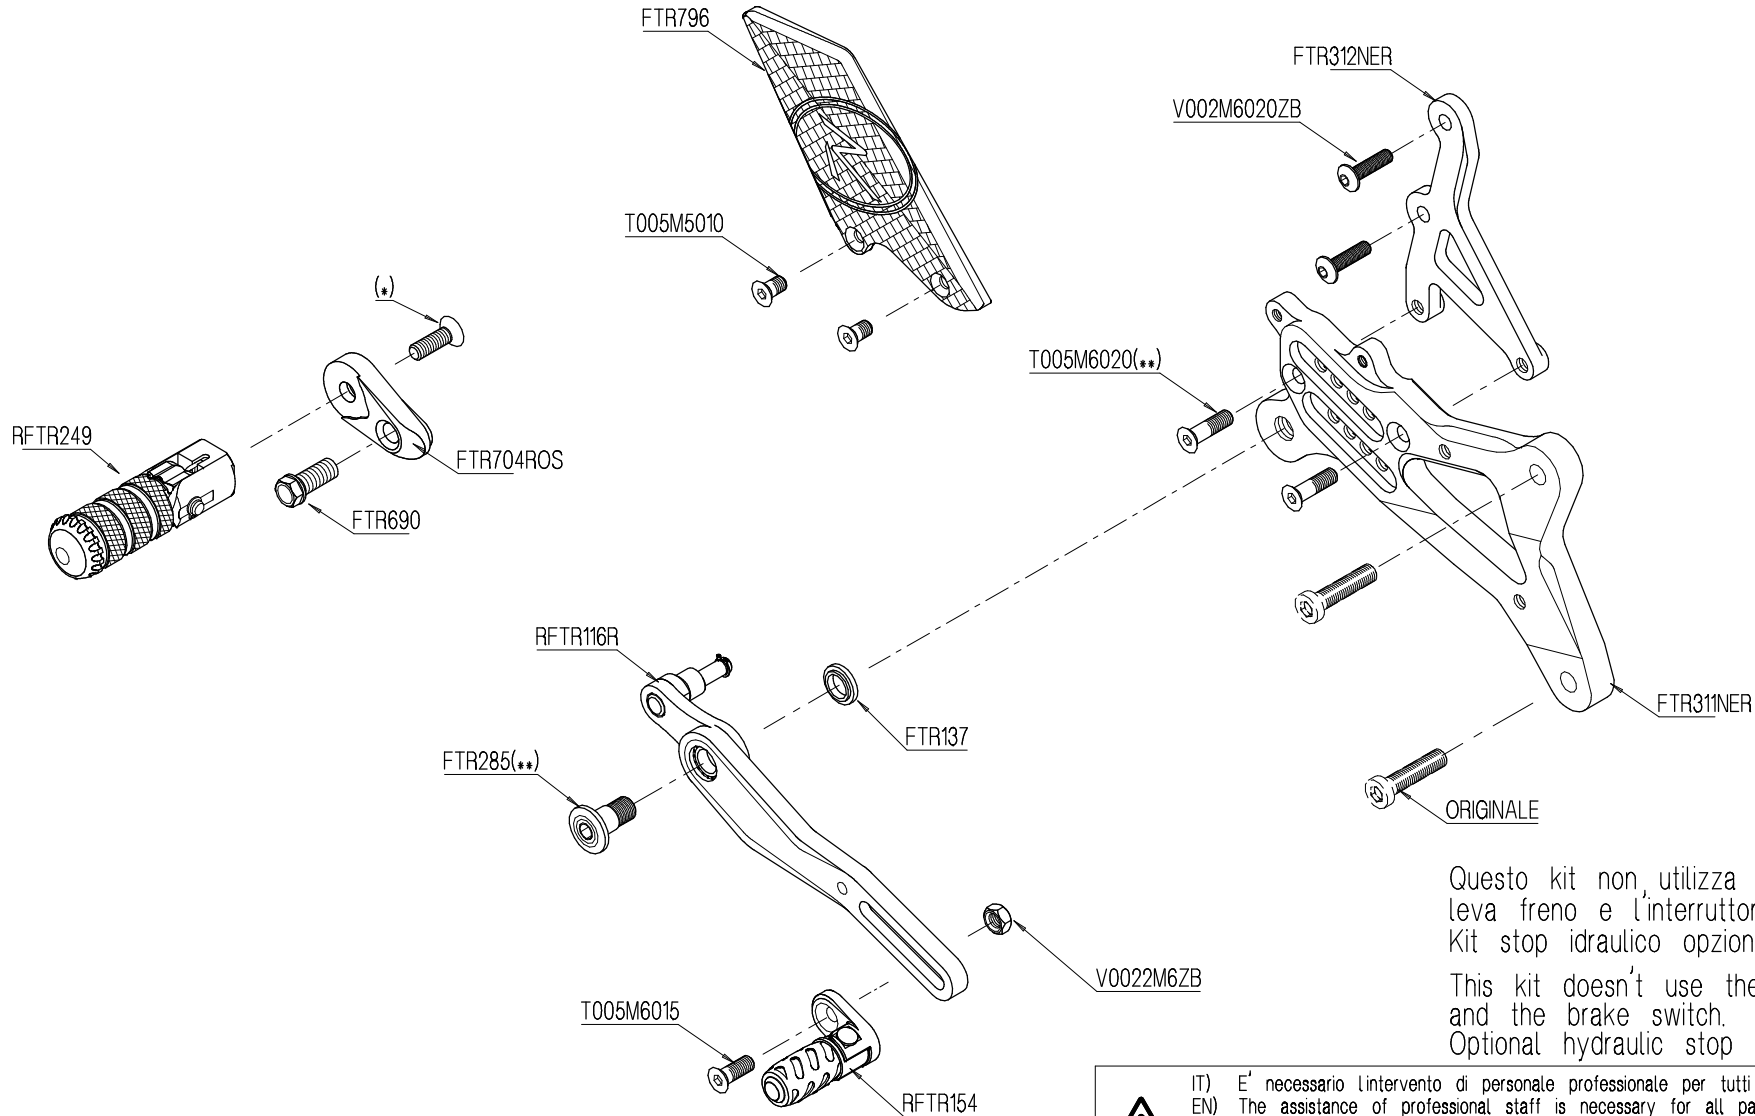 FTR796
FTR312NER
V002M6020ZB
T005M5010
(*)
T005M6020(**)
RFTR249
FTR704ROS
FTR690
RFTR116R
FTR137
FTR311NER
FTR285(**)
ORIGINALE
V0022M6ZB
T005M6015
RFTR154
Questo kit non utilizza
leva freno e l'interruttor
Kit stop idraulico opzion
This kit doesn't use the
and the brake switch.
Optional hydraulic stop
IT) E' necessario lintervento di personale professionale per tutti
EN) The assistance of professional staff is necessary for all pa